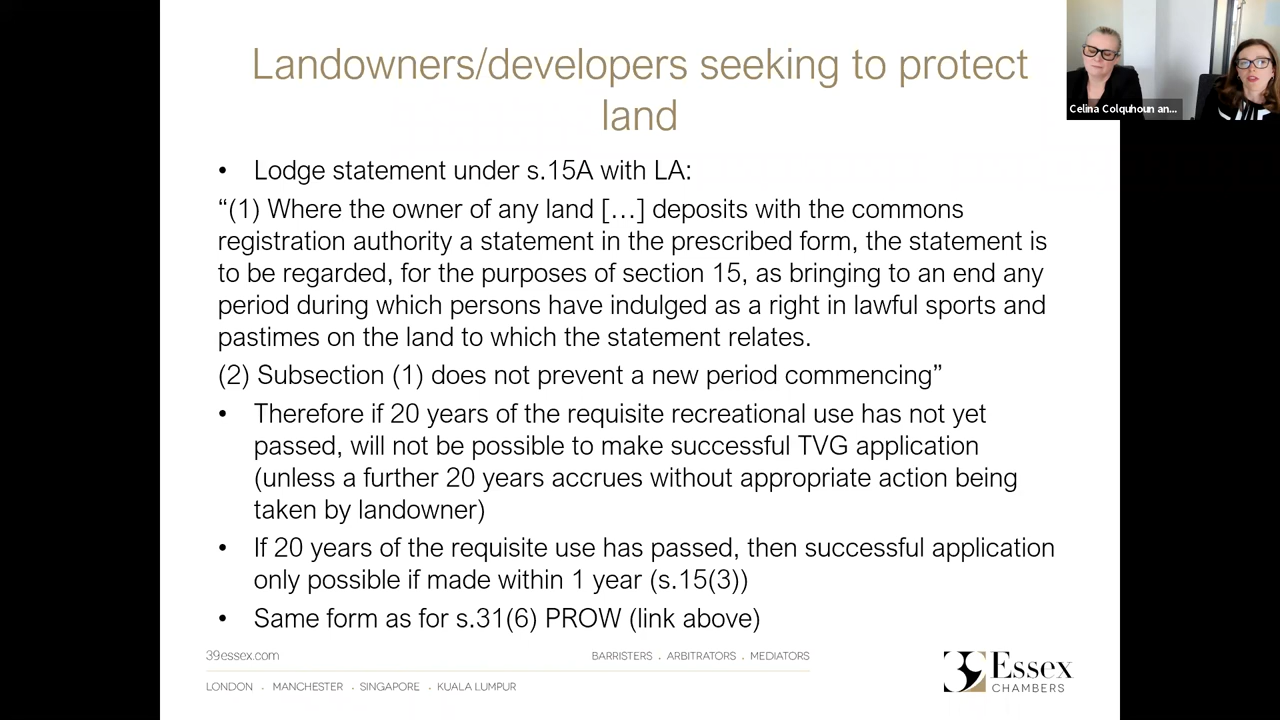 Landowners/developers seeking to protect
land
• Lodge statement under s.15A with LA:
“(1) Where the owner of any land […] deposits with the commons
registration authority a statement in the prescribed form, the statement is
to be regarded, for the purposes of section 15, as bringing to an end any
period during which persons have indulged as a right in lawful sports and
pastimes on the land to which the statement relates.
(2) Subsection (1) does not prevent a new period commencing”
• Therefore if 20 years of the requisite recreational use has not yet
passed, will not be possible to make successful TVG application
(unless a further 20 years accrues without appropriate action being
taken by landowner)
• If 20 years of the requisite use has passed, then successful application
only possible if made within 1 year (s.15(3))
• Same form as for s.31(6) PROW (link above)
39essex.com
BARRISTERS . ARBITRATORS . MEDIATORS
LONDON . MANCHESTER . SINGAPORE . KUALA LUMPUR
39 Essex
CHAMBERS
Celina Colquhoun an...